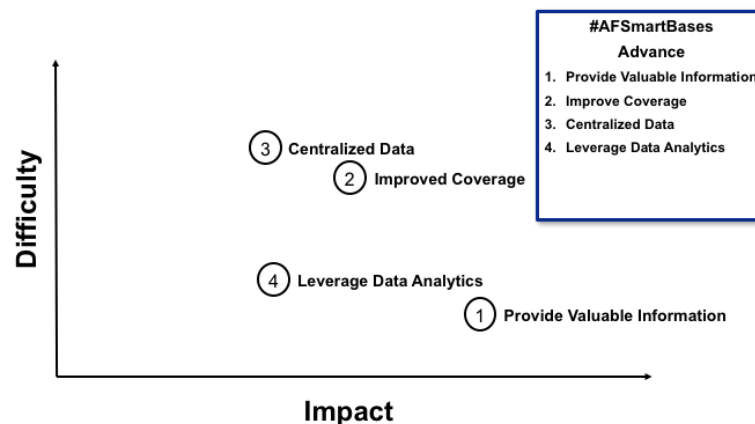 #AFSmartBases
Advance
1. Provide Valuable Information
2. Improve Coverage
3. Centralized Data
4. Leverage Data Analytics
Difficulty
3 Centralized Data
2 Improved Coverage
4 Leverage Data Analytics
1 Provide Valuable Information
Impact